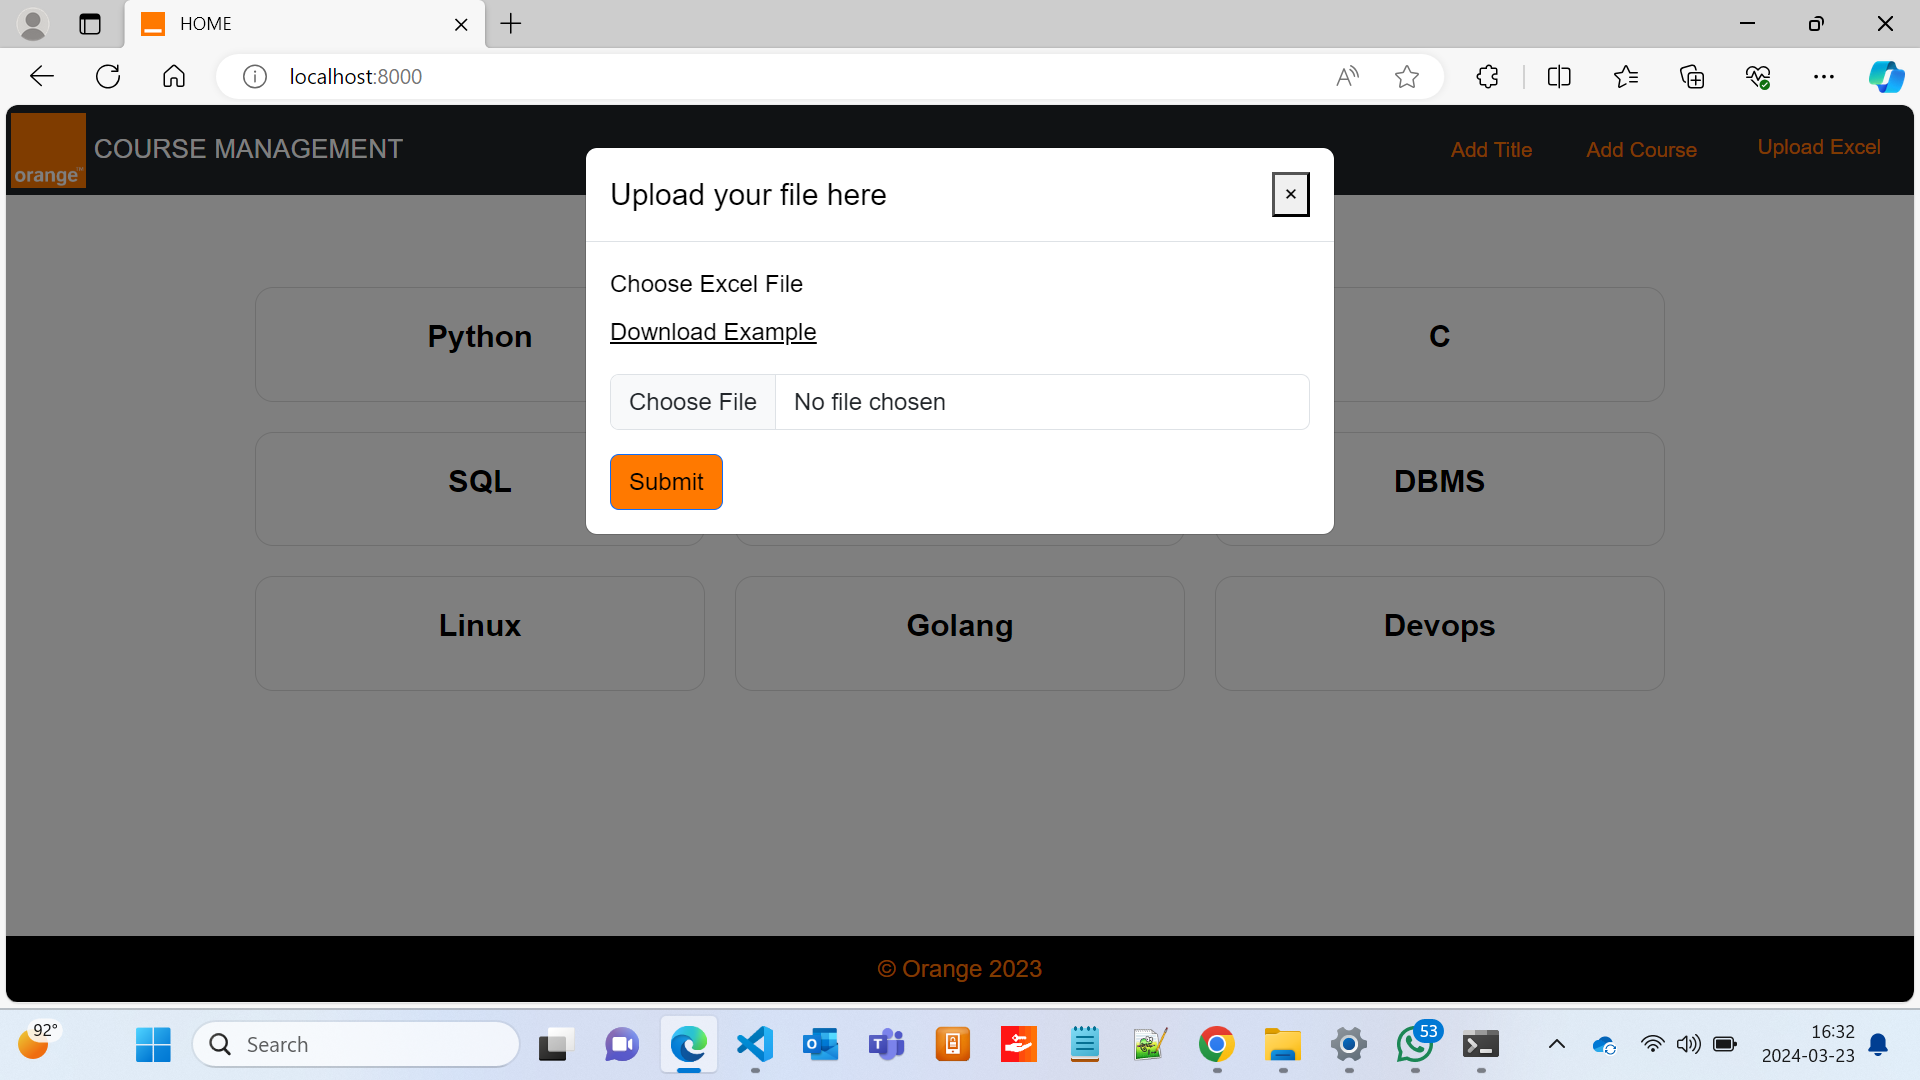 HOME
localhost:8000
orange™
COURSE MANAGEMENT
Add Title
Add Course
Upload Excel
Upload your file here
×
Choose Excel File
Download Example
Choose File
No file chosen
Submit
Python
C
SQL
DBMS
Linux
Golang
Devops
© Orange 2023
92°
Search
53
16:32
2024-03-23